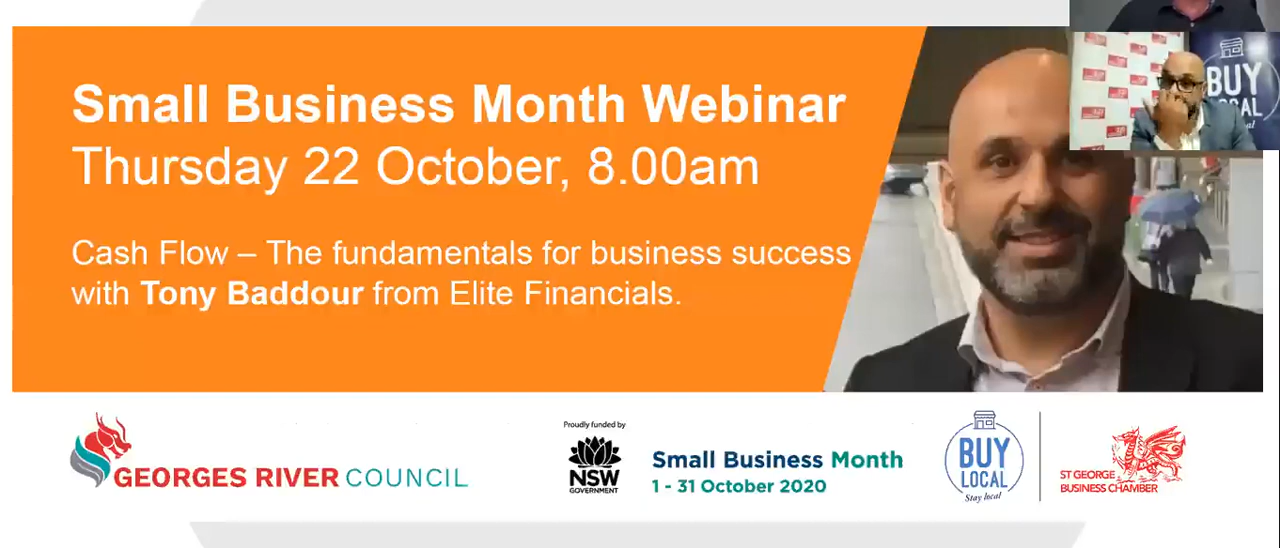 Small Business Month Webinar
Thursday 22 October, 8.00am
Cash Flow – The fundamentals for business success
with Tony Baddour from Elite Financials.
BUY
LOCAL
GEORGES RIVER COUNCIL
Proudly funded by
NSW
GOVERNMENT
Small Business Month
1 - 31 October 2020
BUY
LOCAL
Stay local
ST GEORGE
BUSINESS CHAMBER